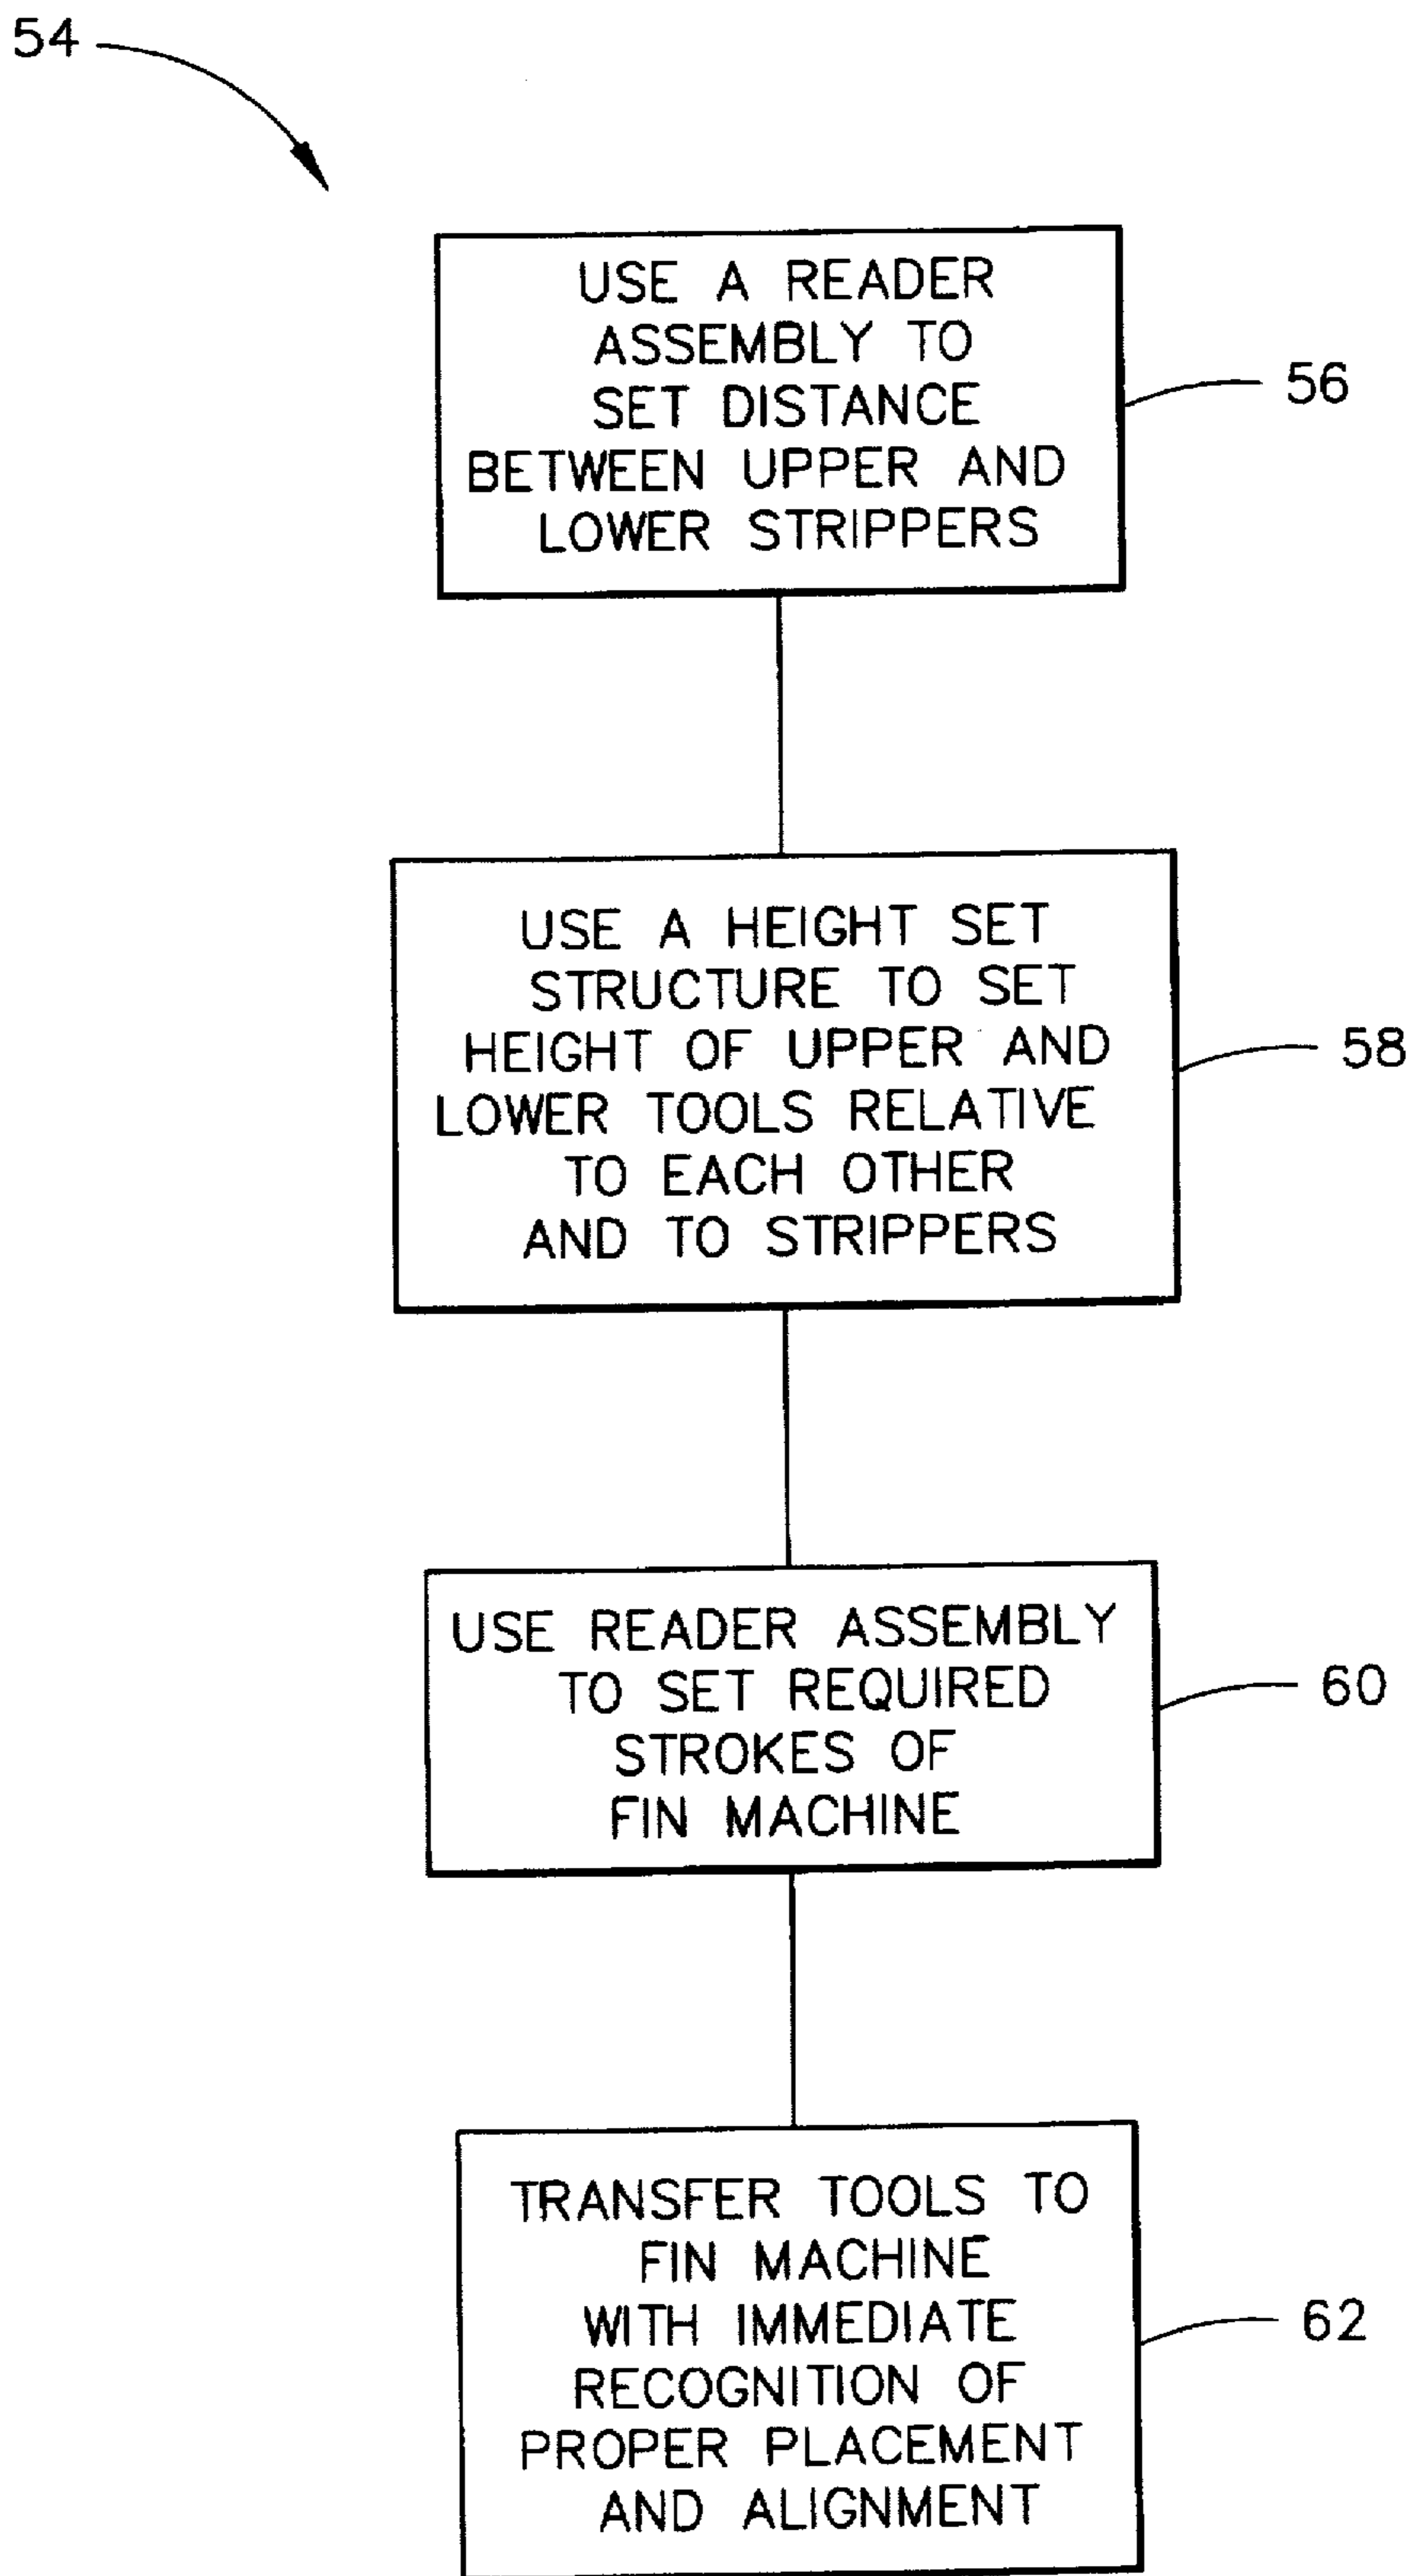 54
USE A READER
ASSEMBLY TO
SET DISTANCE
BETWEEN UPPER AND
LOWER STRIPPERS
56
USE A HEIGHT SET
STRUCTURE TO SET
HEIGHT OF UPPER AND
LOWER TOOLS RELATIVE
TO EACH OTHER
AND TO STRIPPERS
58
USE READER ASSEMBLY
TO SET REQUIRED
STROKES OF
FIN MACHINE
60
TRANSFER TOOLS TO
FIN MACHINE
WITH IMMEDIATE
RECOGNITION OF
PROPER PLACEMENT
AND ALIGNMENT
62